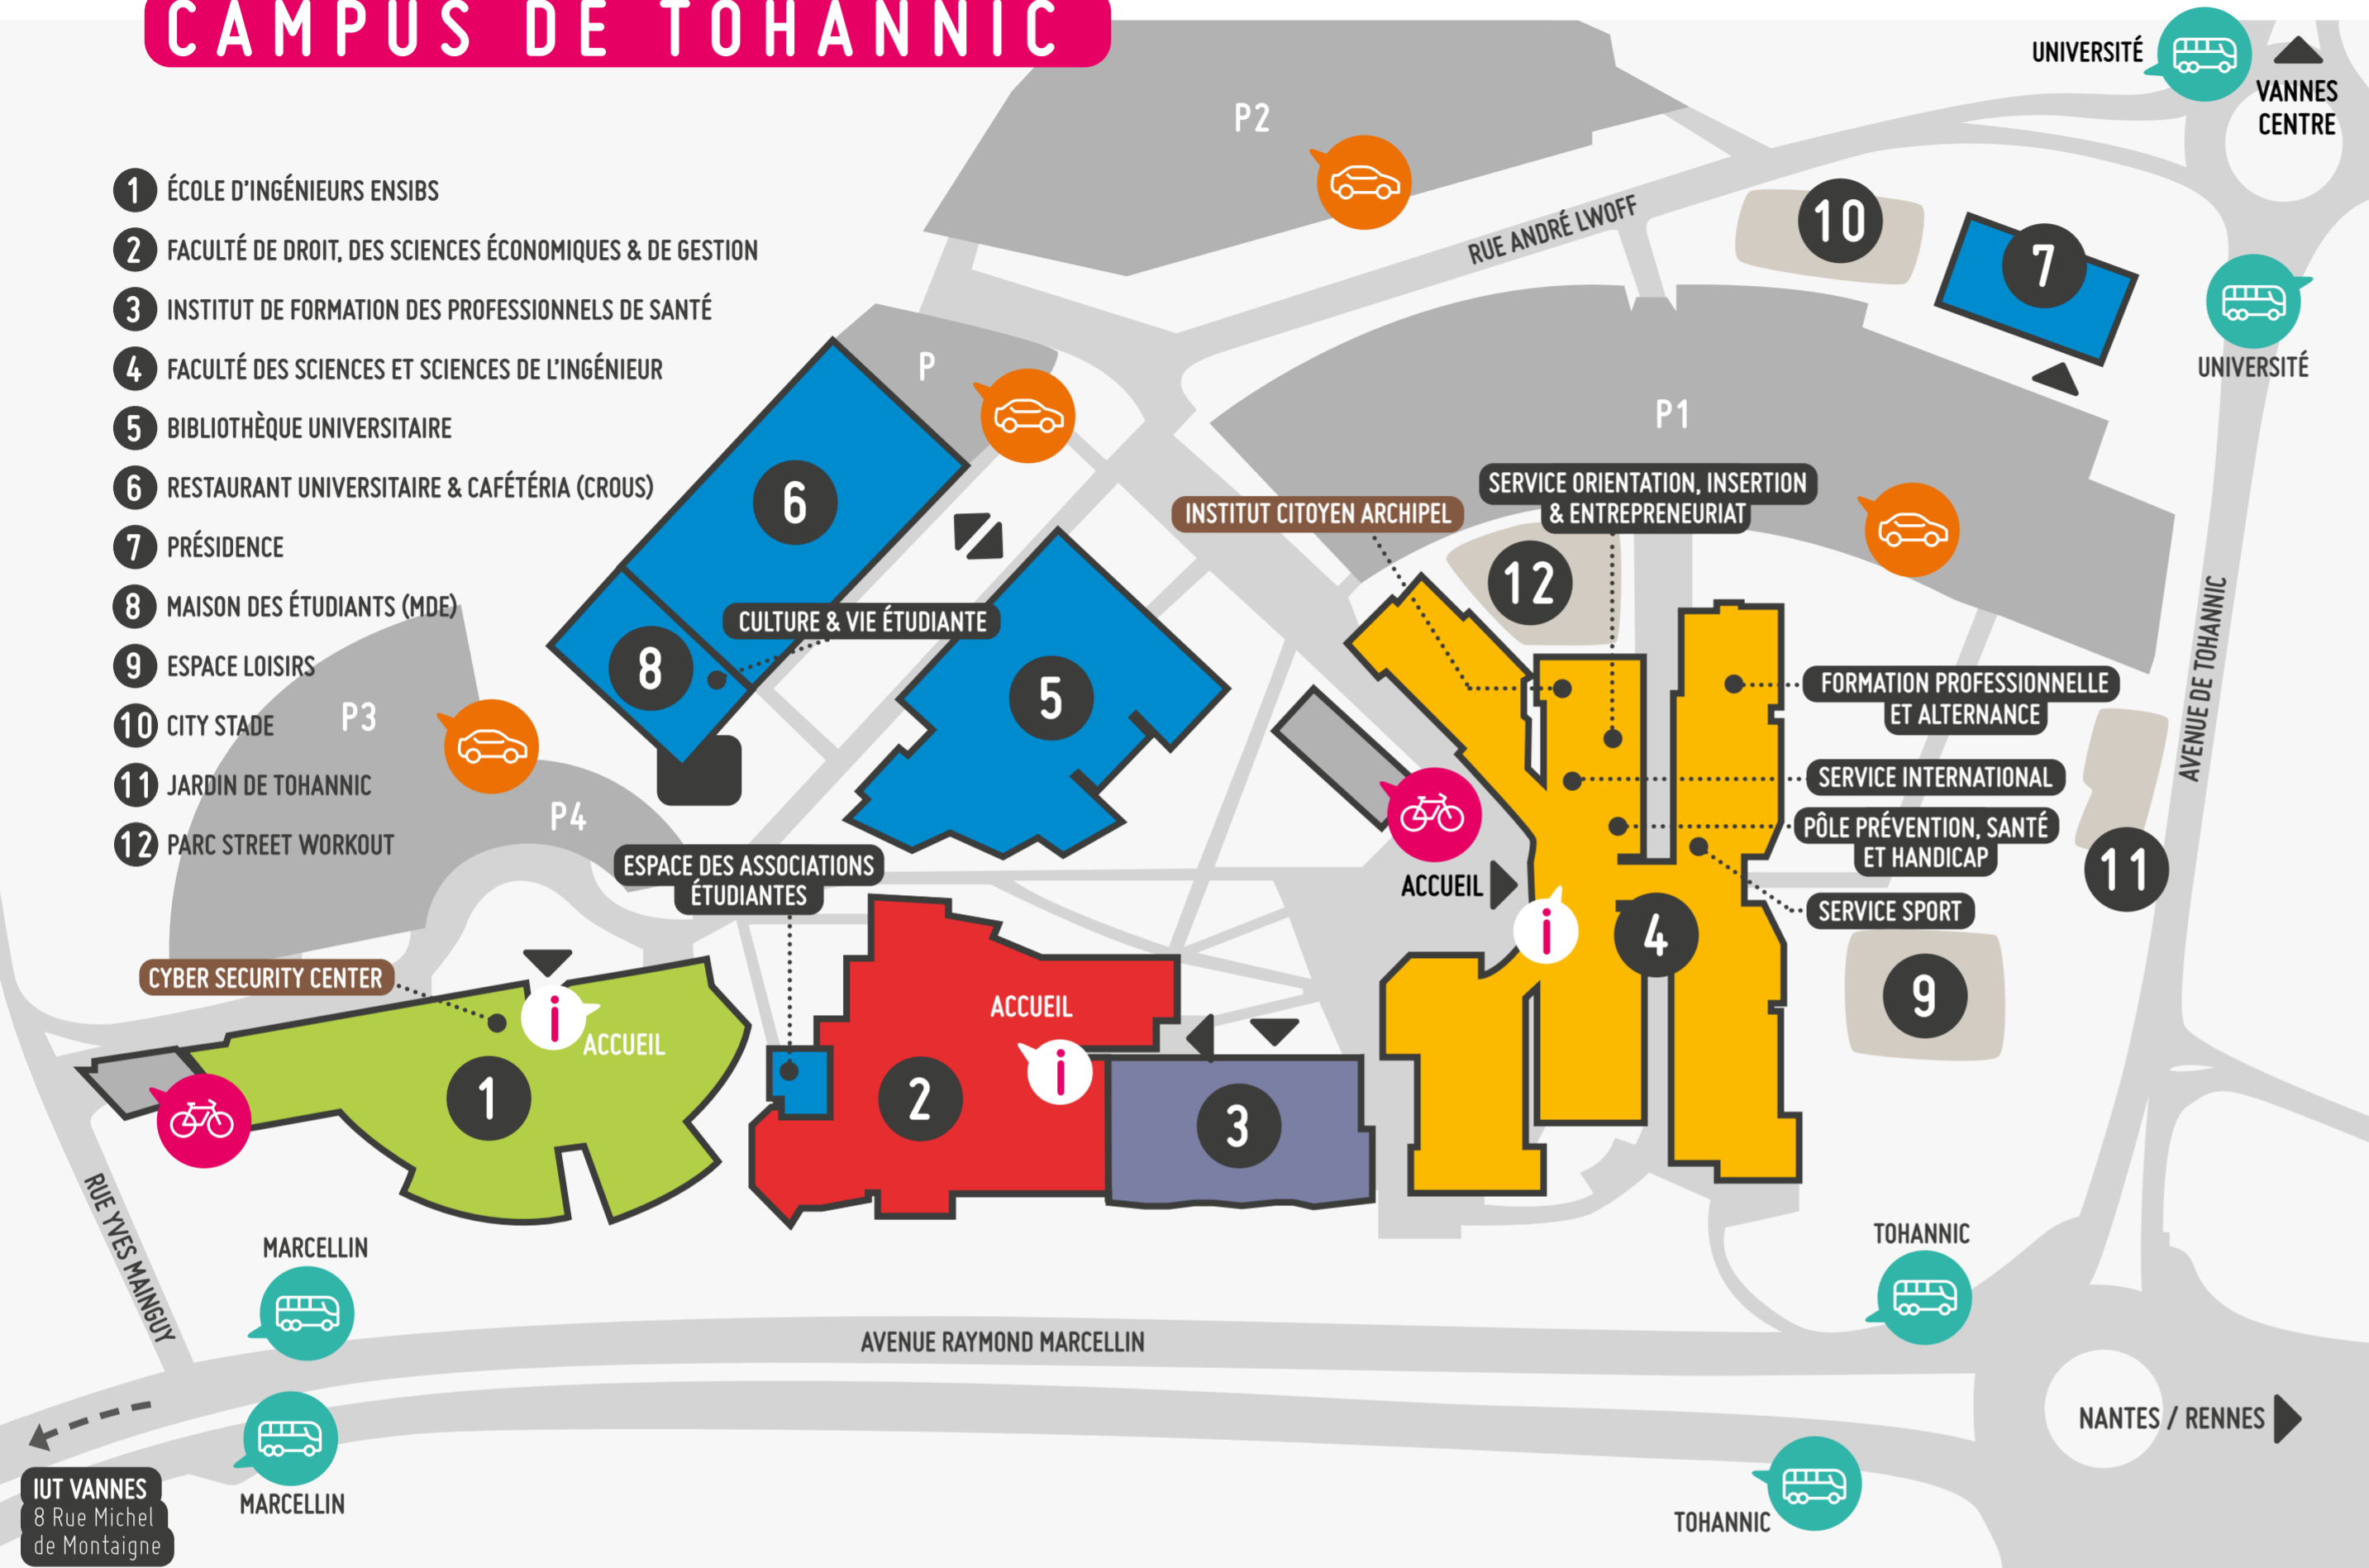 CAMPUS DE TOHANNIC
UNIVERSITÉ
VANNES
CENTRE
P2
1 ÉCOLE D'INGÉNIEURS ENSIBS
2 FACULTÉ DE DROIT, DES SCIENCES ÉCONOMIQUES & DE GESTION
3 INSTITUT DE FORMATION DES PROFESSIONNELS DE SANTÉ
4 FACULTÉ DES SCIENCES ET SCIENCES DE L'INGÉNIEUR
5 BIBLIOTHÈQUE UNIVERSITAIRE
6 RESTAURANT UNIVERSITAIRE & CAFÉTÉRIA (CROUS)
7 PRÉSIDENCE
8 MAISON DES ÉTUDIANTS (MDE)
9 ESPACE LOISIRS
10 CITY STADE
11 JARDIN DE TOHANNIC
12 PARC STREET WORKOUT
RUE ANDRÉ LWOFF
10
7
UNIVERSITÉ
P
P1
6
INSTITUT CITOYEN ARCHIPEL
SERVICE ORIENTATION, INSERTION
& ENTREPRENEURIAT
12
CULTURE & VIE ÉTUDIANTE
8
5
AVENUE DE TOHANNIC
FORMATION PROFESSIONNELLE
ET ALTERNANCE
SERVICE INTERNATIONAL
PÔLE PRÉVENTION, SANTÉ
ET HANDICAP
SERVICE SPORT
P3
P4
ESPACE DES ASSOCIATIONS
ÉTUDIANTES
ACCUEIL
i
4
11
9
CYBER SECURITY CENTER
i
ACCUEIL
1
ACCUEIL
i
2
3
RUE YVES MAINGUY
MARCELLIN
TOHANNIC
AVENUE RAYMOND MARCELLIN
NANTES / RENNES
MARCELLIN
TOHANNIC
IUT VANNES
8 Rue Michel
de Montaigne